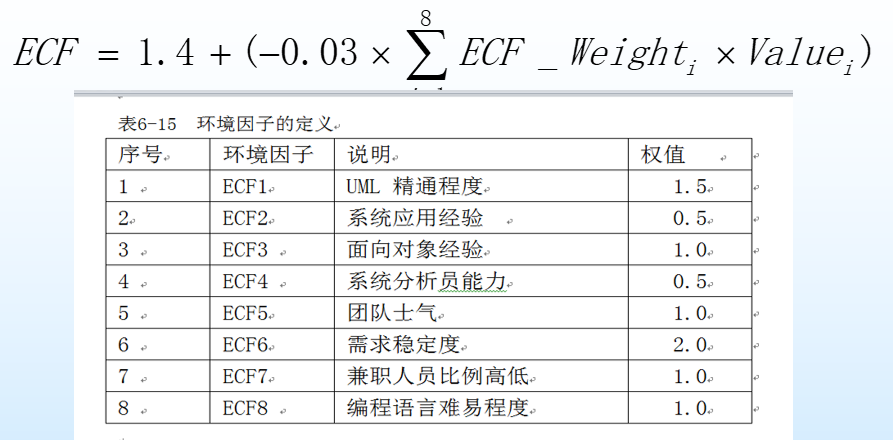 8
ECF = 1.4 + (-0.03 × ∑ ECF _ Weightᵢ × Valueᵢ)
表6-15 环境因子的定义
序号 环境因子 说明 权值
1 ECF1 UML 精通程度 1.5
2 ECF2 系统应用经验 0.5
3 ECF3 面向对象经验 1.0
4 ECF4 系统分析员能力 0.5
5 ECF5 团队士气 1.0
6 ECF6 需求稳定度 2.0
7 ECF7 兼职人员比例高低 1.0
8 ECF8 编程语言难易程度 1.0